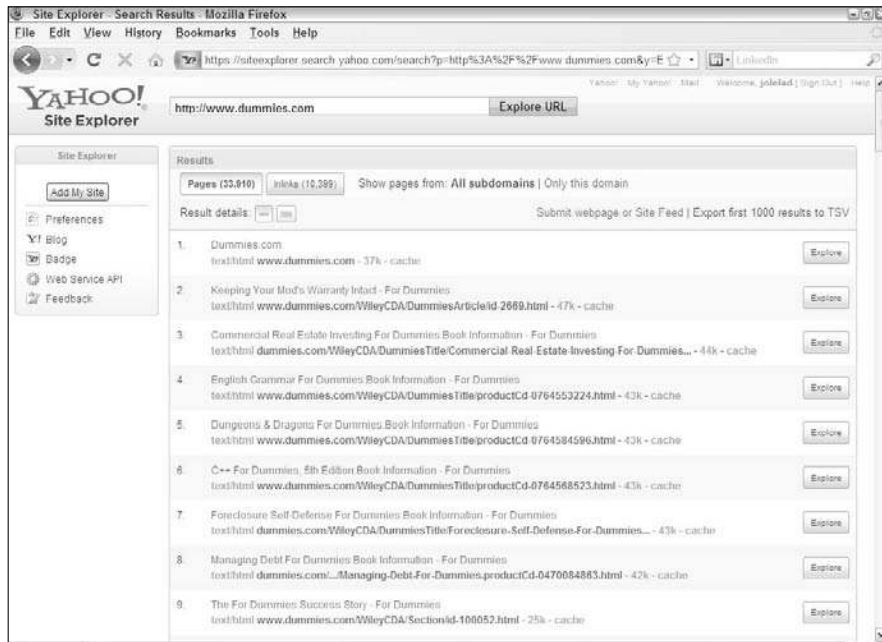 Site Explorer - Search Results - Mozilla Firefox
File Edit View History Bookmarks Tools Help
https://siteexplorer.search.yahoo.com/search?p=http%3A%2F%2Fwww.dummies.com&y=E LinkedIn
Yahoo! My Yahoo! Mail Welcome, jolelad [Sign Out] Help
YAHOO!
Site Explorer
http://www.dummies.com Explore URL
Site Explorer
Add My Site
Preferences
Y! Blog
Badge
Web Service API
Feedback
Results
Pages (33,910) Inlinks (10,399) Show pages from: All subdomains | Only this domain
Result details: Submit webpage or Site Feed | Export first 1000 results to TSV
1. Dummies.com Explore
text/html www.dummies.com - 37k - cache
2. Keeping Your Mod's Warranty Intact - For Dummies Explore
text/html www.dummies.com/WileyCDA/DummiesArticle/id-2669.html - 47k - cache
3. Commercial Real Estate Investing For Dummies Book Information - For Dummies Explore
text/html dummies.com/WileyCDA/DummiesTitle/Commercial-Real-Estate-Investing-For-Dummies... - 44k - cache
4. English Grammar For Dummies Book Information - For Dummies Explore
text/html www.dummies.com/WileyCDA/DummiesTitle/productCd-0764553224.html - 43k - cache
5. Dungeons & Dragons For Dummies Book Information - For Dummies Explore
text/html www.dummies.com/WileyCDA/DummiesTitle/productCd-0764584596.html - 43k - cache
6. C++ For Dummies, 5th Edition Book Information - For Dummies Explore
text/html www.dummies.com/WileyCDA/DummiesTitle/productCd-0764568523.html - 43k - cache
7. Foreclosure Self-Defense For Dummies Book Information - For Dummies Explore
text/html dummies.com/WileyCDA/DummiesTitle/Foreclosure-Self-Defense-For-Dummies... - 43k - cache
8. Managing Debt For Dummies Book Information - For Dummies Explore
text/html dummies.com/.../Managing-Debt-For-Dummies.productCd-0470084863.html - 42k - cache
9. The For Dummies Success Story - For Dummies Explore
text/html www.dummies.com/WileyCDA/Section/id-100052.html - 25k - cache